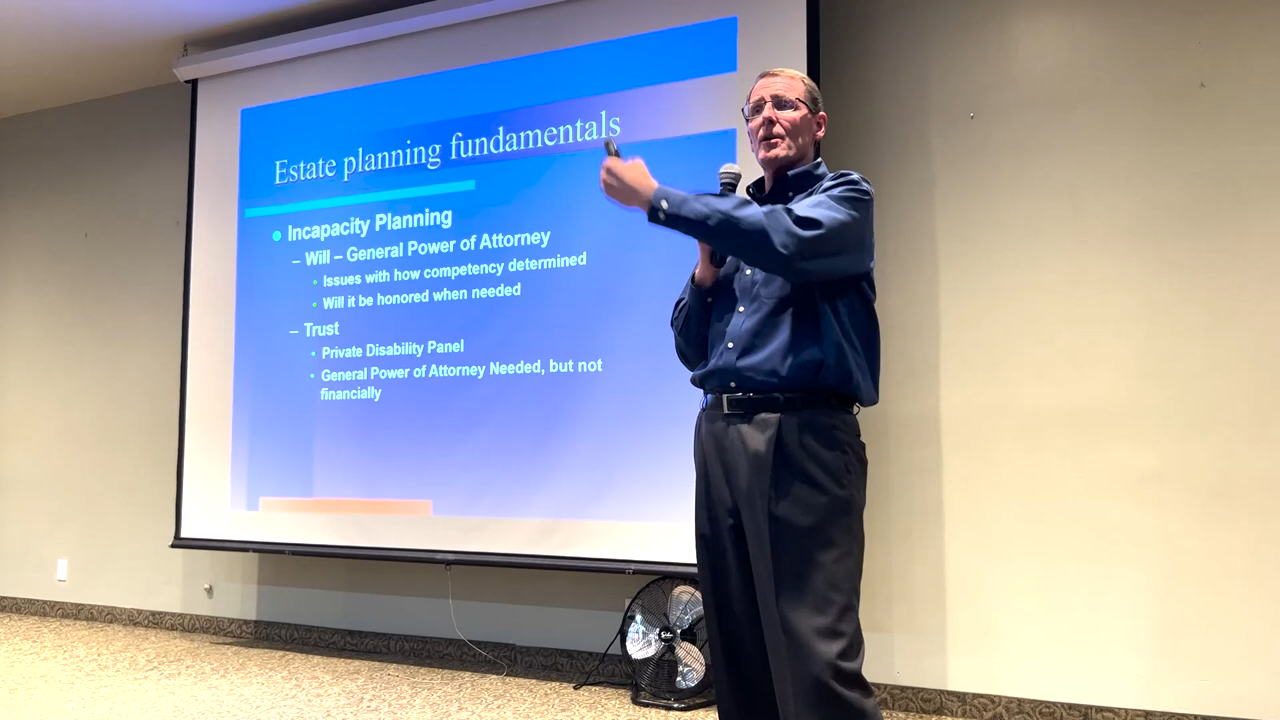 Estate planning fundamentals
Incapacity Planning
– Will – General Power of Attorney
Issues with how competency determined
Will it be honored when needed
– Trust
Private Disability Panel
General Power of Attorney Needed, but not
financially